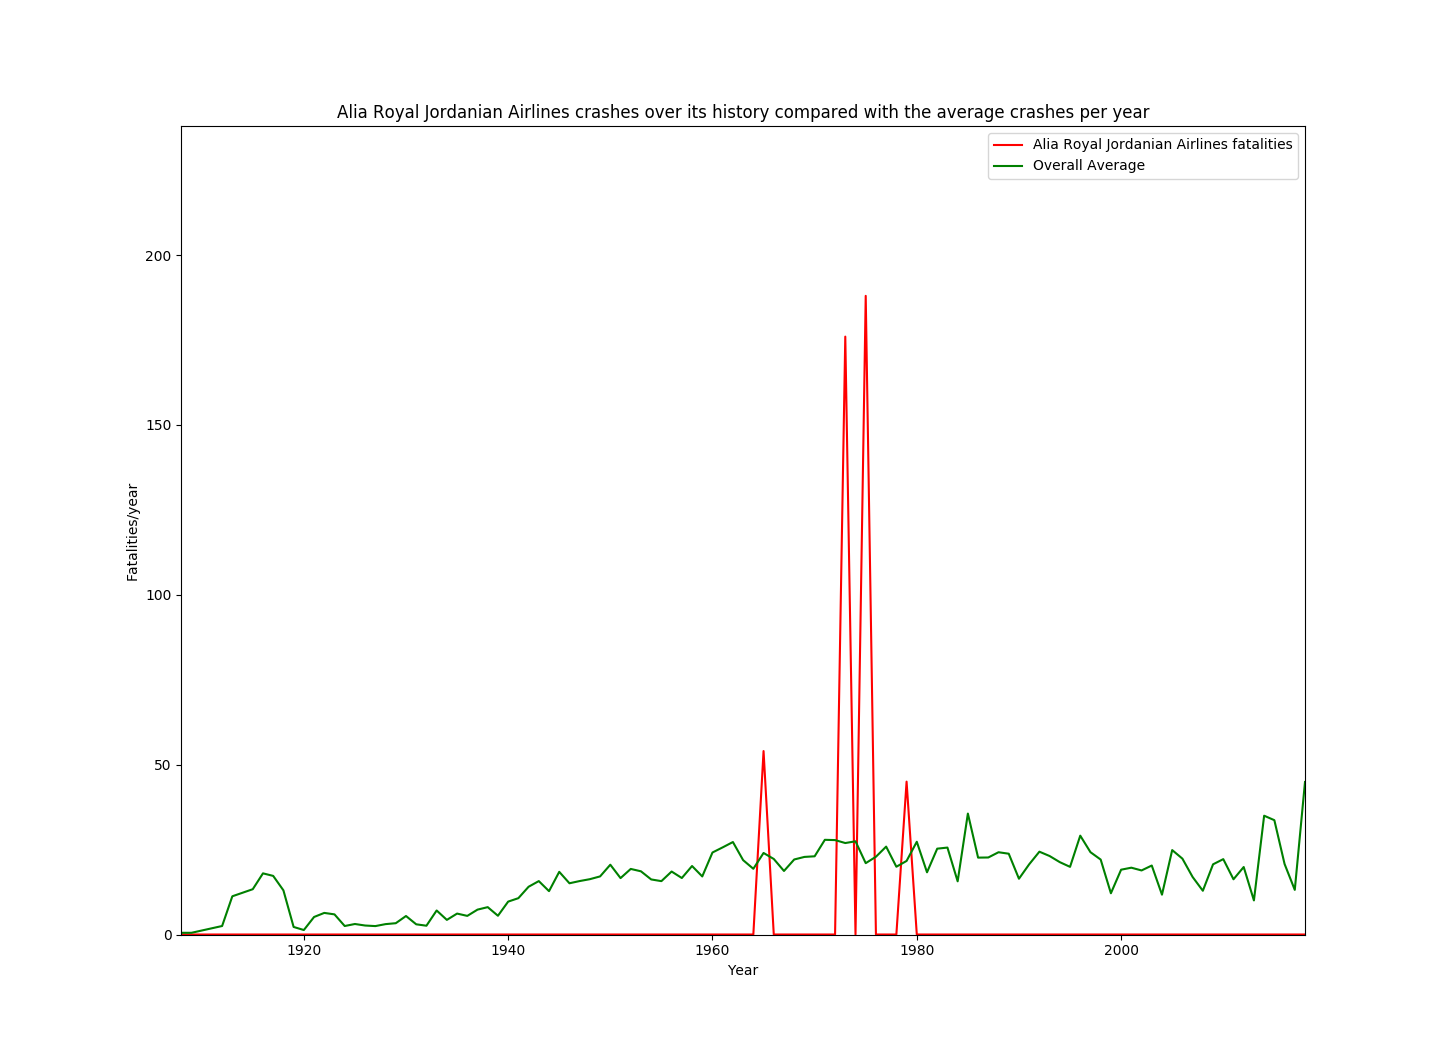 Alia Royal Jordanian Airlines crashes over its history compared with the average crashes per year
Alia Royal Jordanian Airlines fatalities
Overall Average
200
150
100
50
0
Fatalities/year
1920 1940 1960 1980 2000
Year